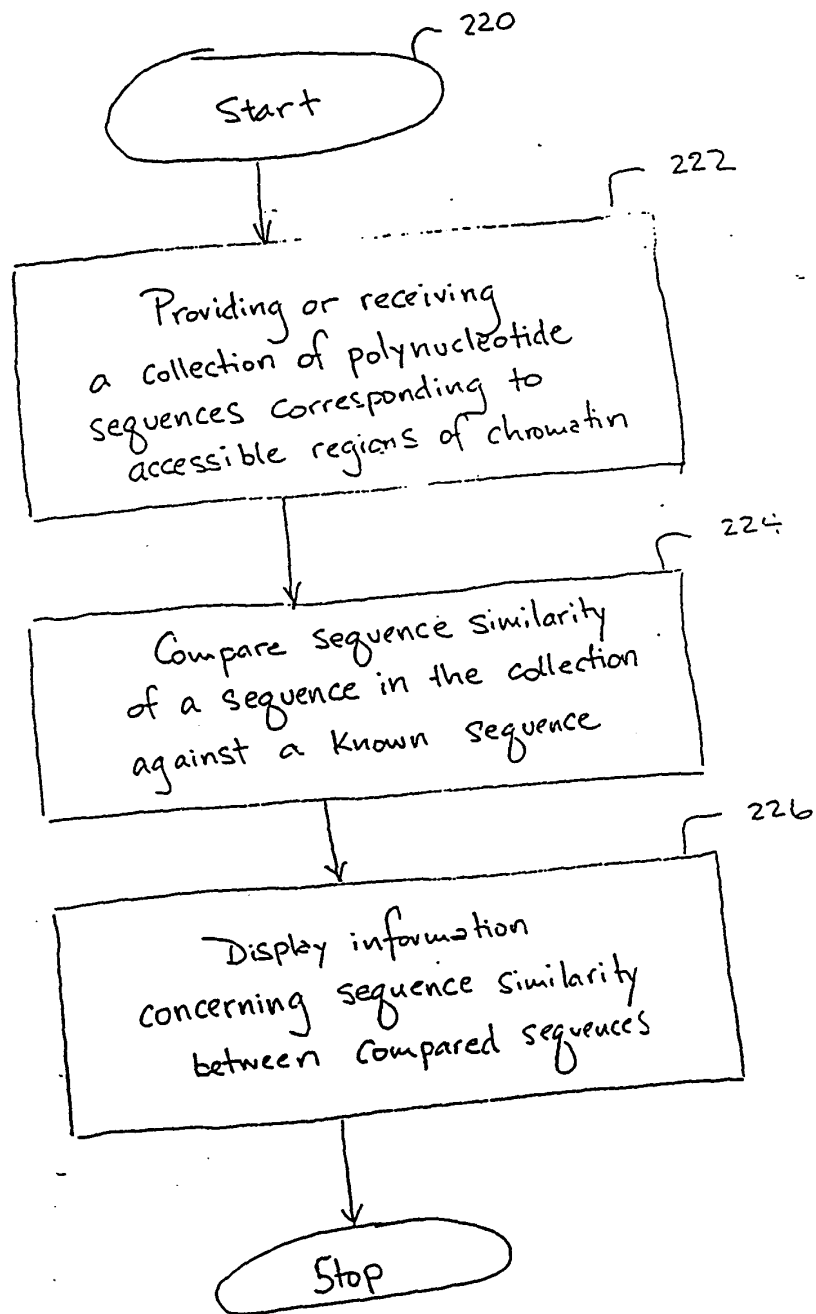 220
Start
222
Providing or receiving
a collection of polynucleotide
sequences corresponding to
accessible regions of chromatin
224
Compare sequence similarity
of a sequence in the collection
against a known sequence
226
Display information
concerning sequence similarity
between compared sequences
Stop